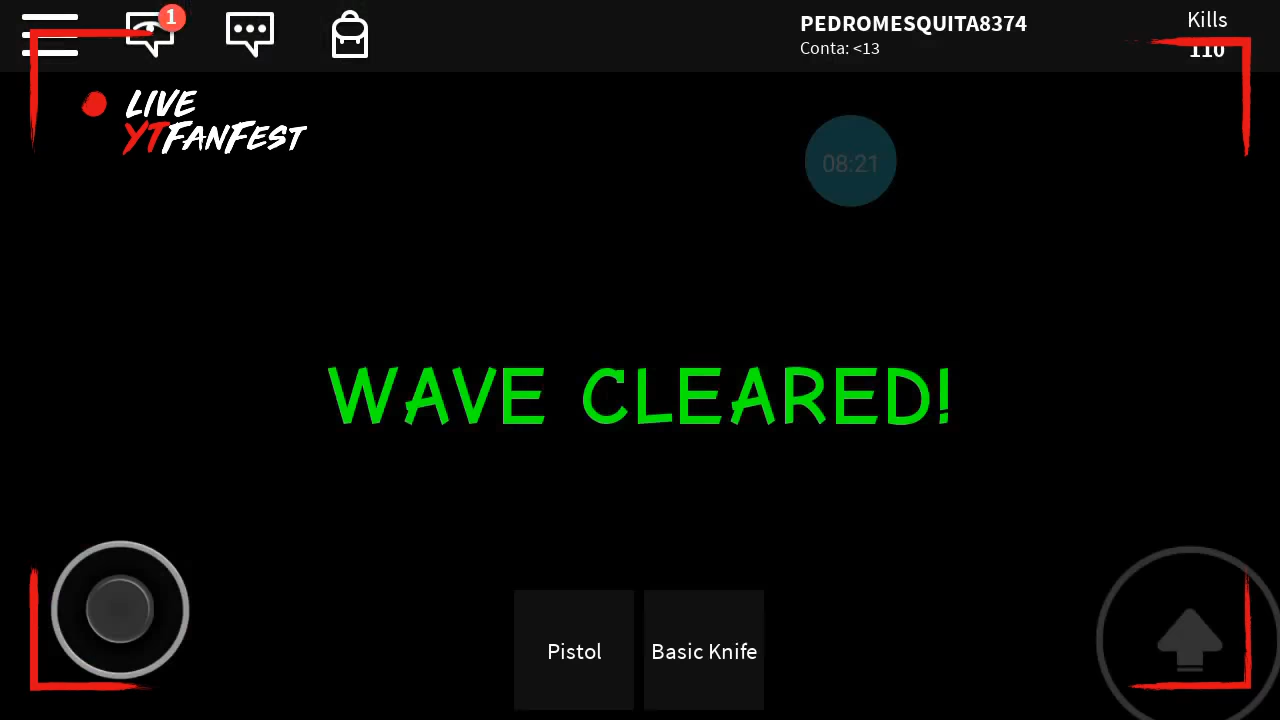 1
PEDROMESQUITA8374
Conta: <13
Kills
110
LIVE
YTFANFEST
08:21
WAVE CLEARED!
Pistol
Basic Knife